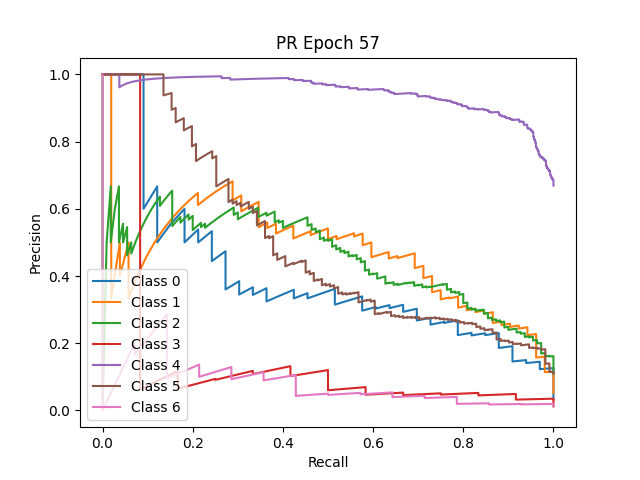 PR Epoch 57
Precision
1.0
0.8
0.6
0.4
0.2
0.0
Class 0
Class 1
Class 2
Class 3
Class 4
Class 5
Class 6
0.0 0.2 0.4 0.6 0.8 1.0
Recall